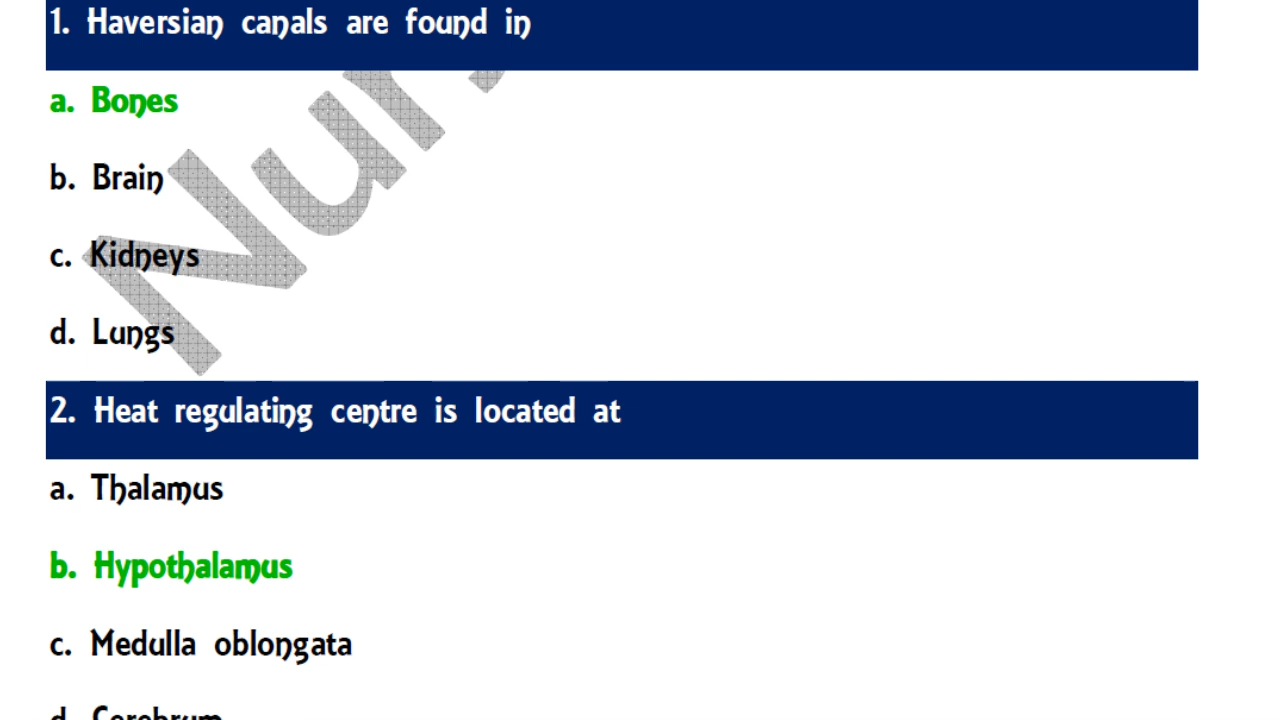 1. Haversian canals are found in
a. Bones
b. Brain
c. Kidneys
d. Lungs
2. Heat regulating centre is located at
a. Thalamus
b. Hypothalamus
c. Medulla oblongata
d. Cerebrum